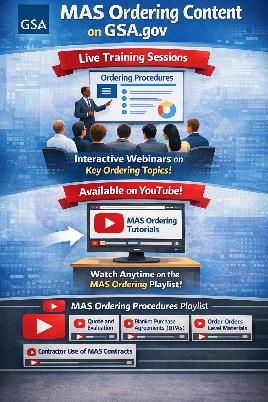 GSA
MAS Ordering Content
on GSA.gov
Live Training Sessions
Ordering Procedures
Interactive Webinars on
Key Ordering Topics!
Available on YouTube!
MAS Ordering
Tutorials
Watch Anytime on the
MAS Ordering Playlist!
MAS Ordering Procedures Playlist
Quote and
Evaluation
Blanket Purchase
Agreements (BPAs)
Order Orders
Level Materials
Contractor Use of MAS Contracts